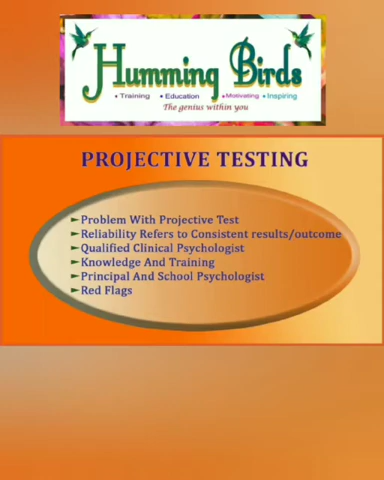 Humming Birds
• Training • Education • Motivating • Inspiring
The genius within you
PROJECTIVE TESTING
►Problem With Projective Test
►Reliability Refers to Consistent results/outcome
►Qualified Clinical Psychologist
►Knowledge And Training
►Principal And School Psychologist
►Red Flags